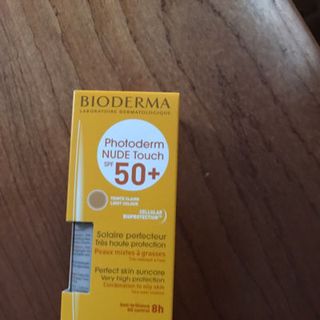 BIODERMA
LABORATOIRE DERMATOLOGIQUE
Photoderm
NUDE Touch
SPF 50+
TEINTE CLAIRE
LIGHT COLOUR
CELLULAR
BIOPROTECTION
Solaire perfecteur
Très haute protection
Peaux mixtes à grasses
Perfect skin suncare
Very high protection
Combination to oily skin
8h